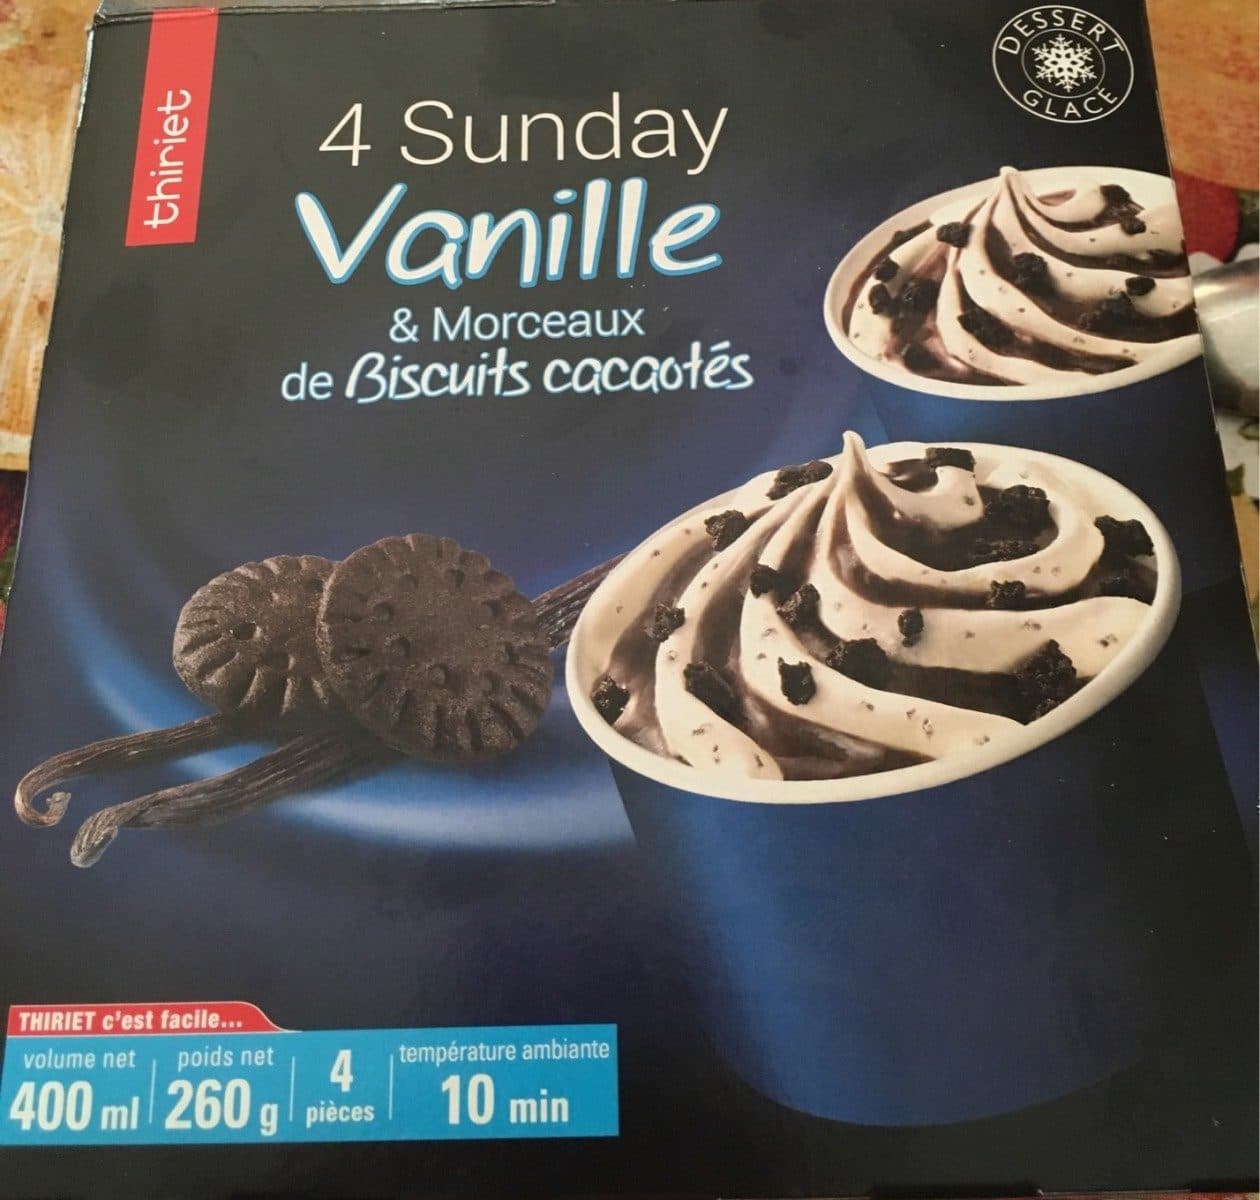 thiriet
4 Sunday
Vanille
& Morceaux
de Biscuits cacaotés
DESSERT
GLACE
THIRIET c'est facile...
volume net
400 ml
poids net
260 g
4
pièces
température ambiante
10 min